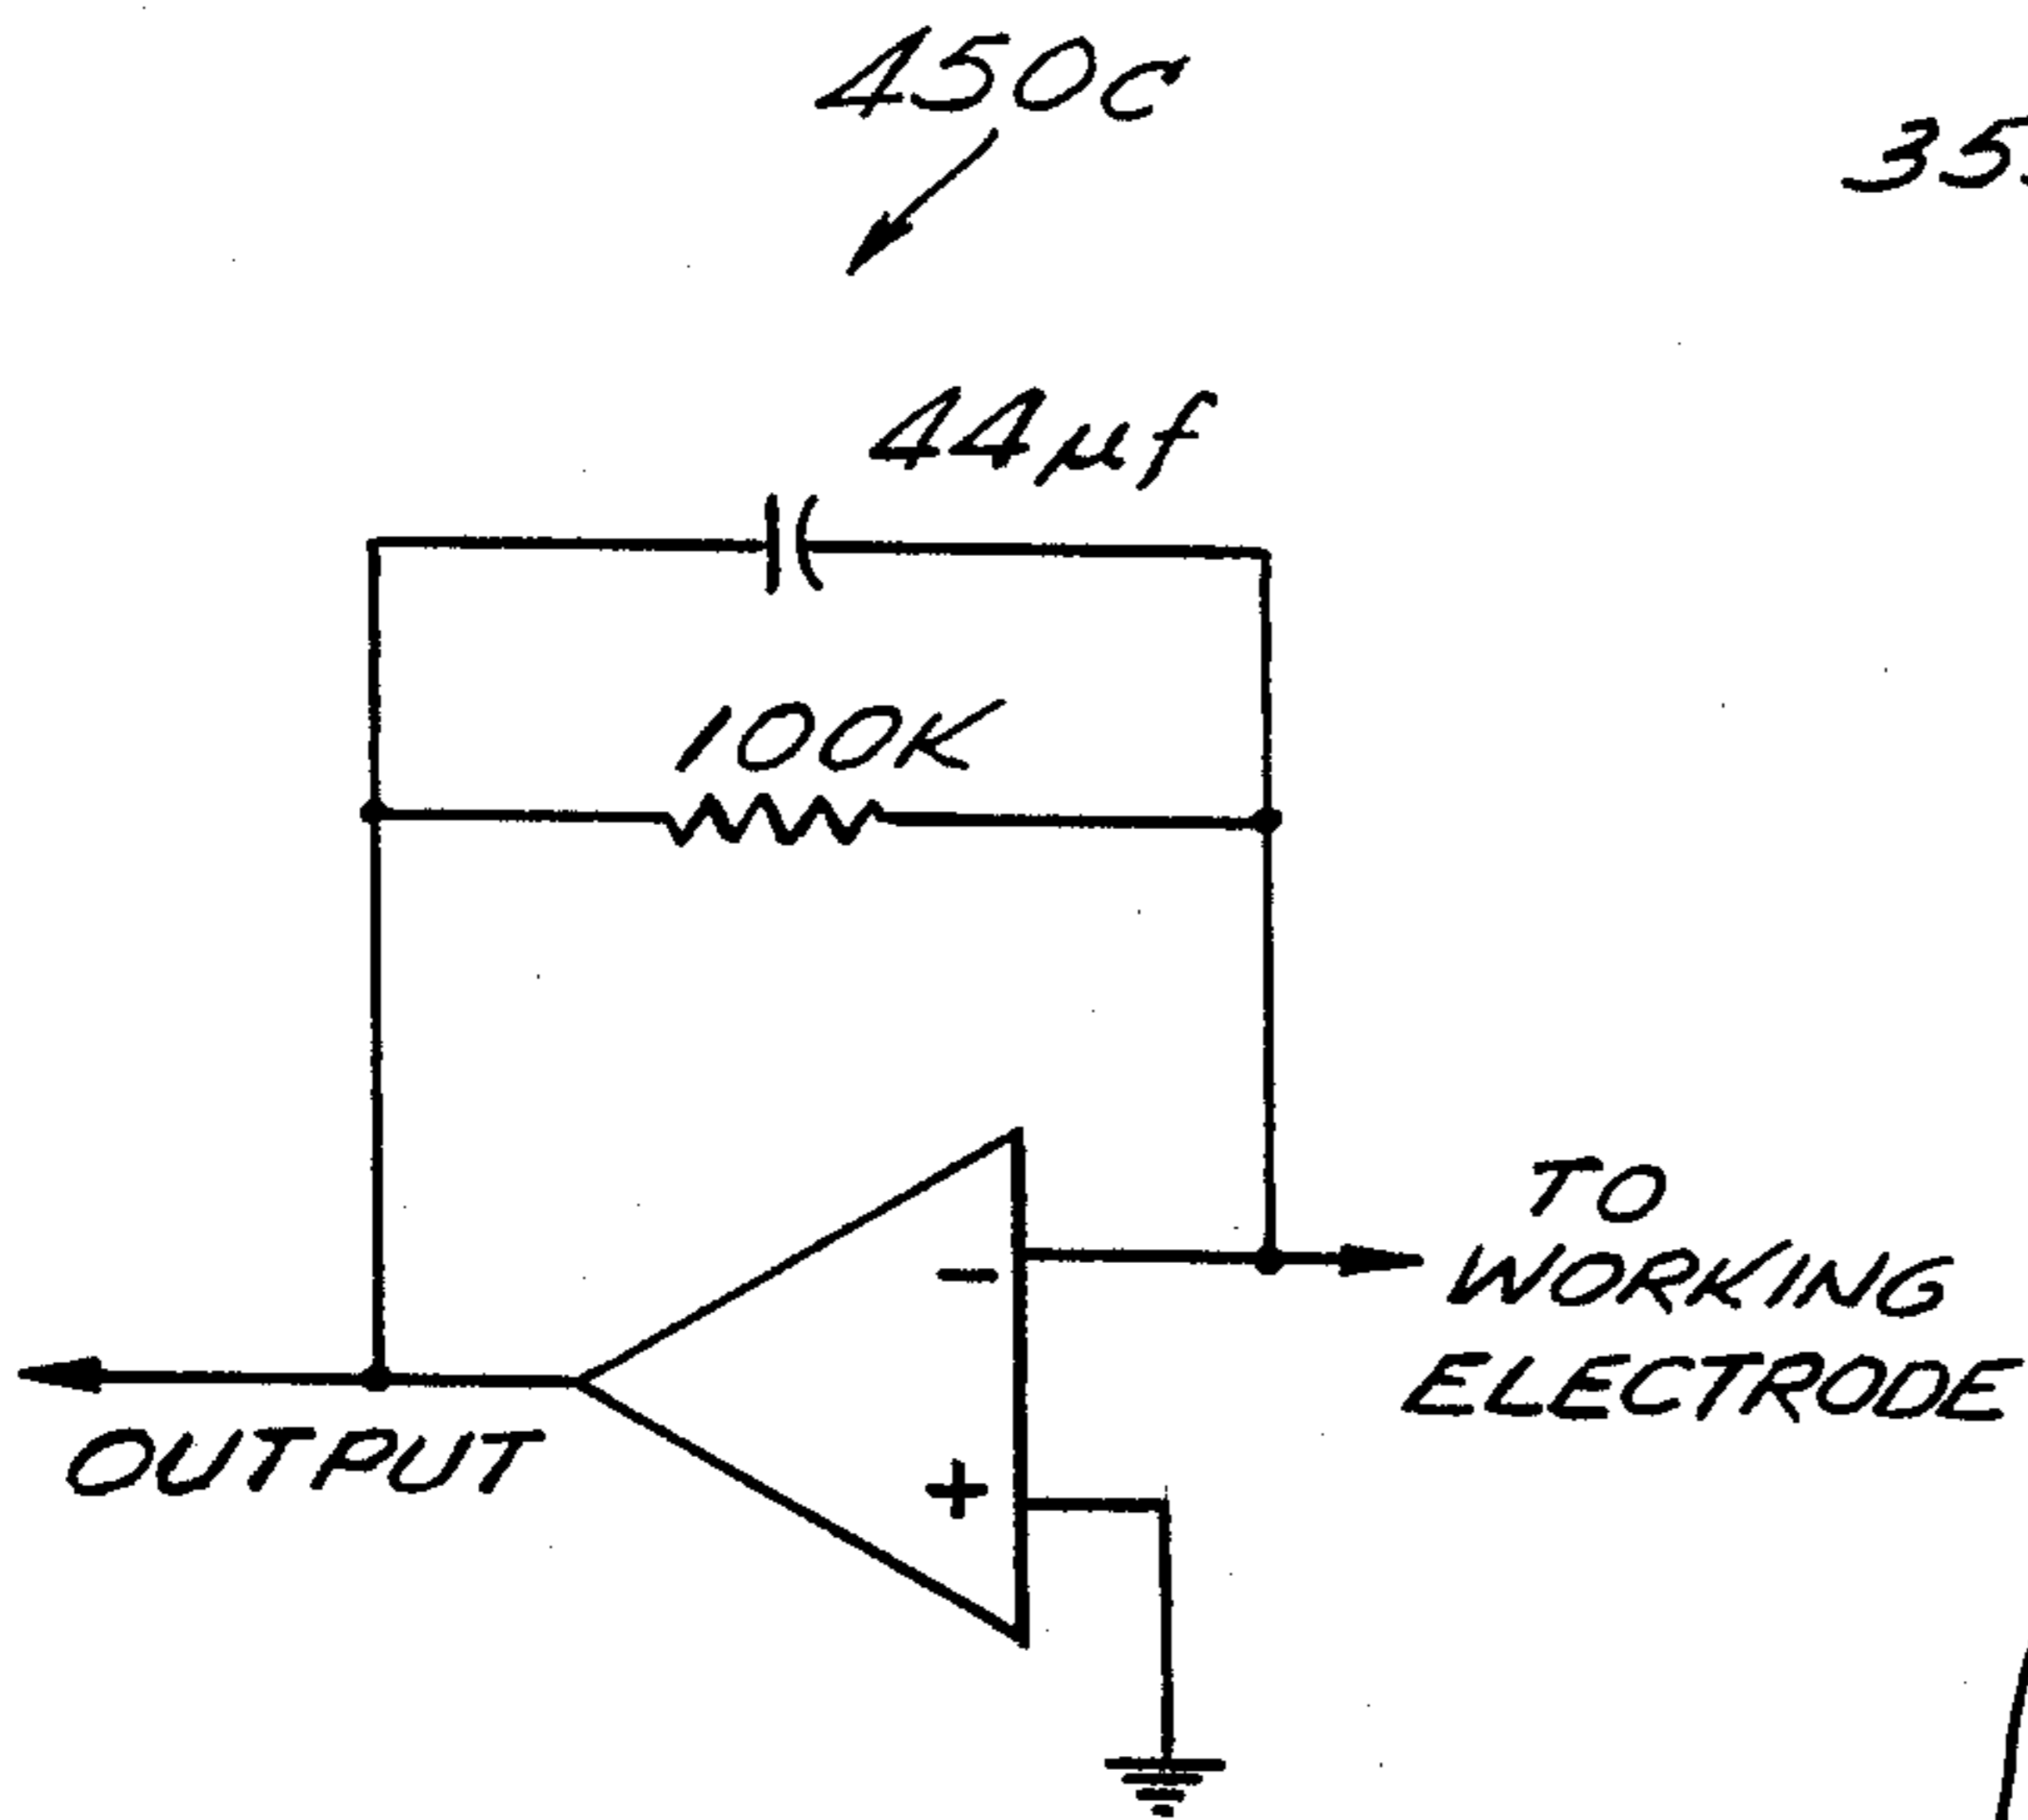 450c
44µf
100K
-
+
TO
WORKING
ELECTRODE
OUTPUT